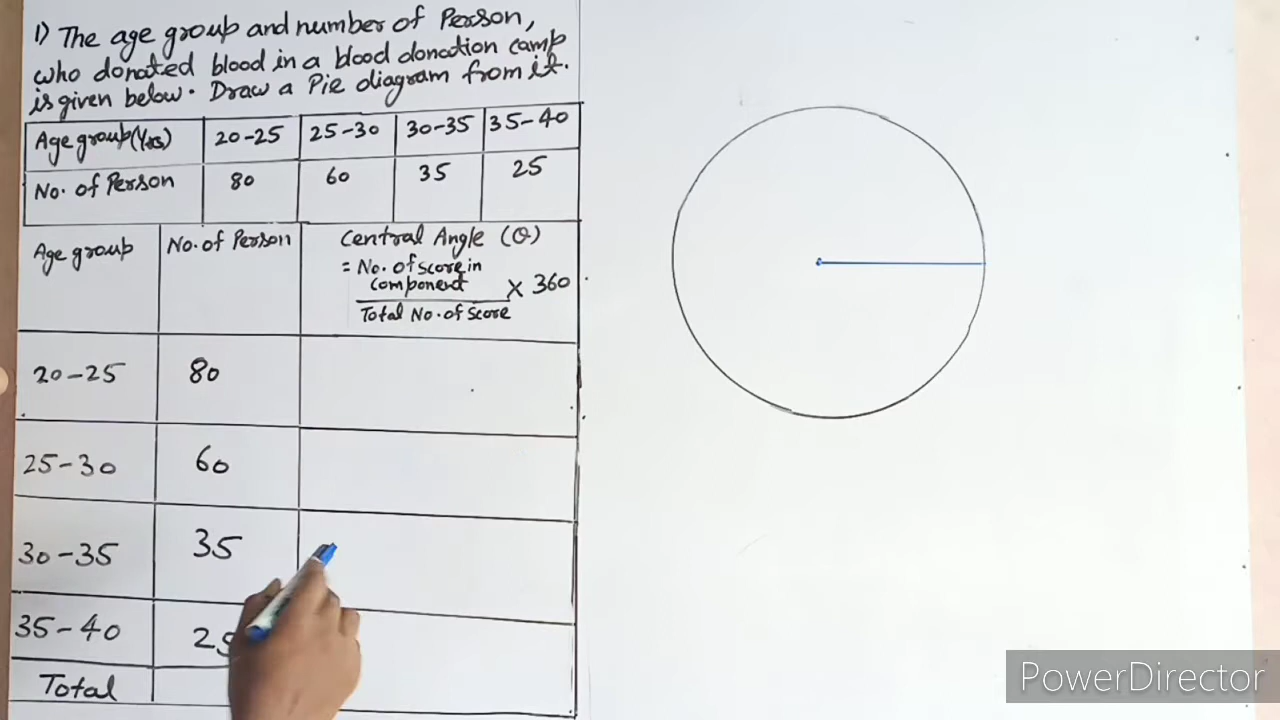 1) The age group and number of Person,
who donated blood in a blood donation camp
is given below. Draw a Pie diagram from it.
Age group (Yrs) 20-25 25-30 30-35 35-40
No. of Person 80 60 35 25
Age group No. of Person Central Angle (θ)
= No. of score in
component
× 360
Total No. of Score
20-25 80
25-30 60
30-35 35
35-40 25
Total
PowerDirector